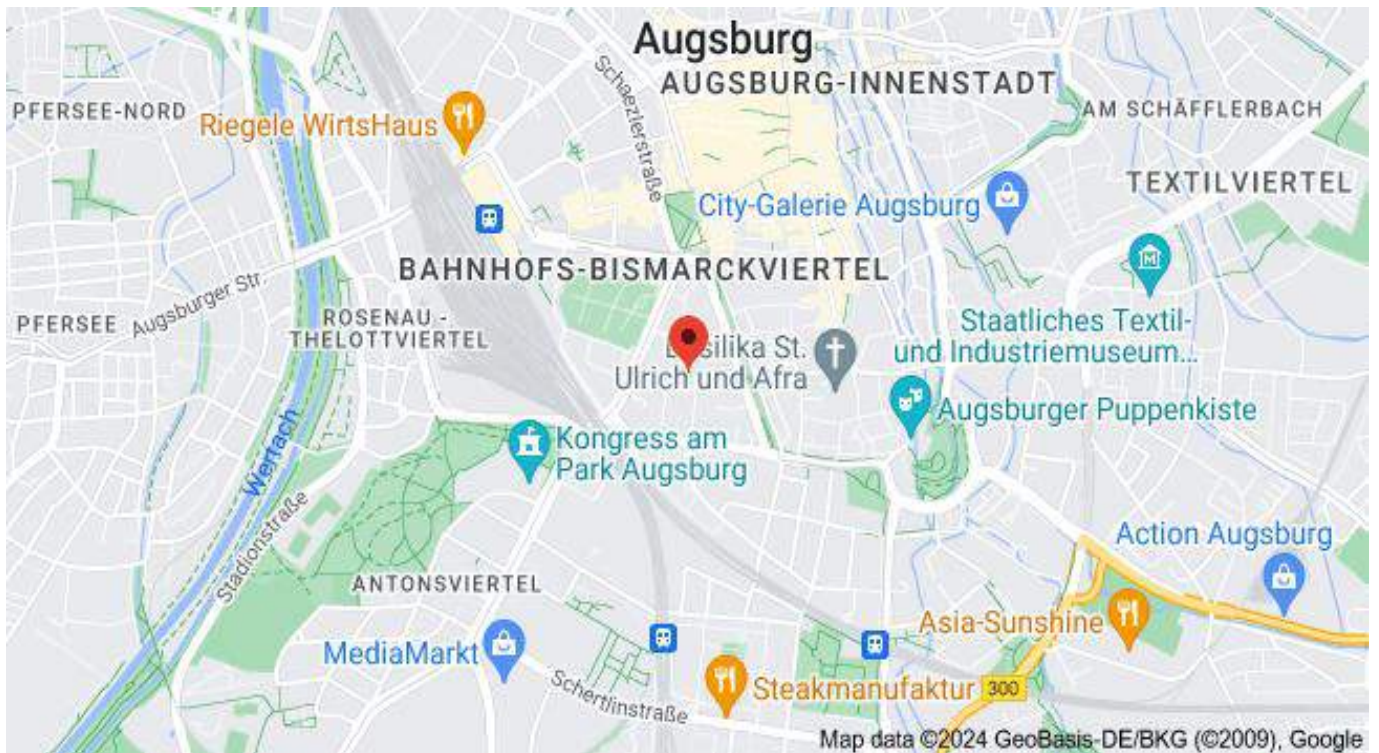 Augsburg
AUGSBURG-INNENSTADT
Schaezlerstraße
PFERSEE-NORD
AM SCHÄFFLERBACH
Riegele WirtsHaus
TEXTILVIERTEL
City-Galerie Augsburg
BAHNHOFS-BISMARCKVIERTEL
Augsburger Str.
PFERSEE
ROSENAU -
THELOTTVIERTEL
Staatliches Textil-
und Industriemuseum...
Basilika St.
Ulrich und Afra
Augsburger Puppenkiste
Kongress am
Park Augsburg
Wertach
Stadionstraße
Action Augsburg
ANTONSVIERTEL
Asia-Sunshine
MediaMarkt
Schertlinstraße
Steakmanufaktur
300
Map data ©2024 GeoBasis-DE/BKG (©2009), Google